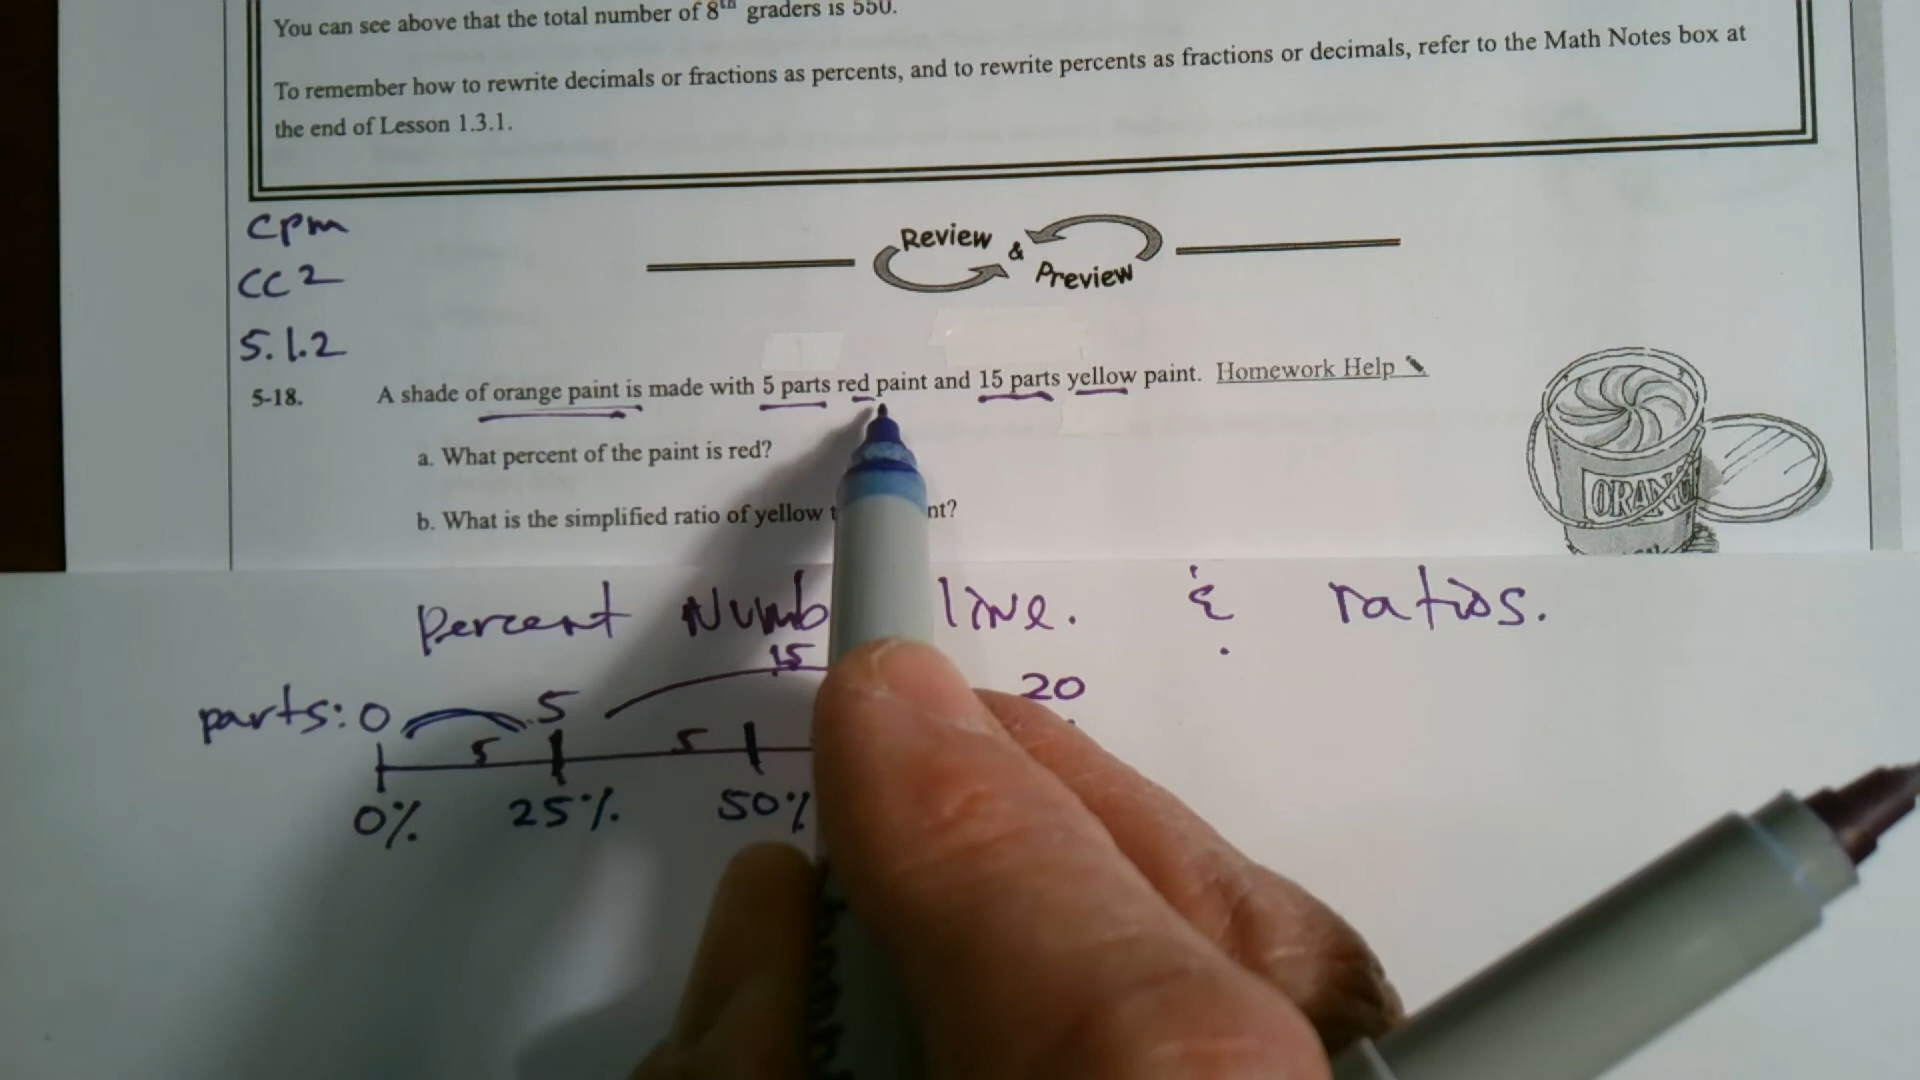 You can see above that the total number of 8th graders is 550.
To remember how to rewrite decimals or fractions as percents, and to rewrite percents as fractions or decimals, refer to the Math Notes box at
the end of Lesson 1.3.1.
CPM
CC2
5.1.2
Review & Preview
5-18. A shade of orange paint is made with 5 parts red paint and 15 parts yellow paint. Homework Help ✎
a. What percent of the paint is red?
b. What is the simplified ratio of yellow t nt?
ORAN
Percent Numb line. & ratios.
15
parts: 0 5 20
5 5
0% 25% 50%